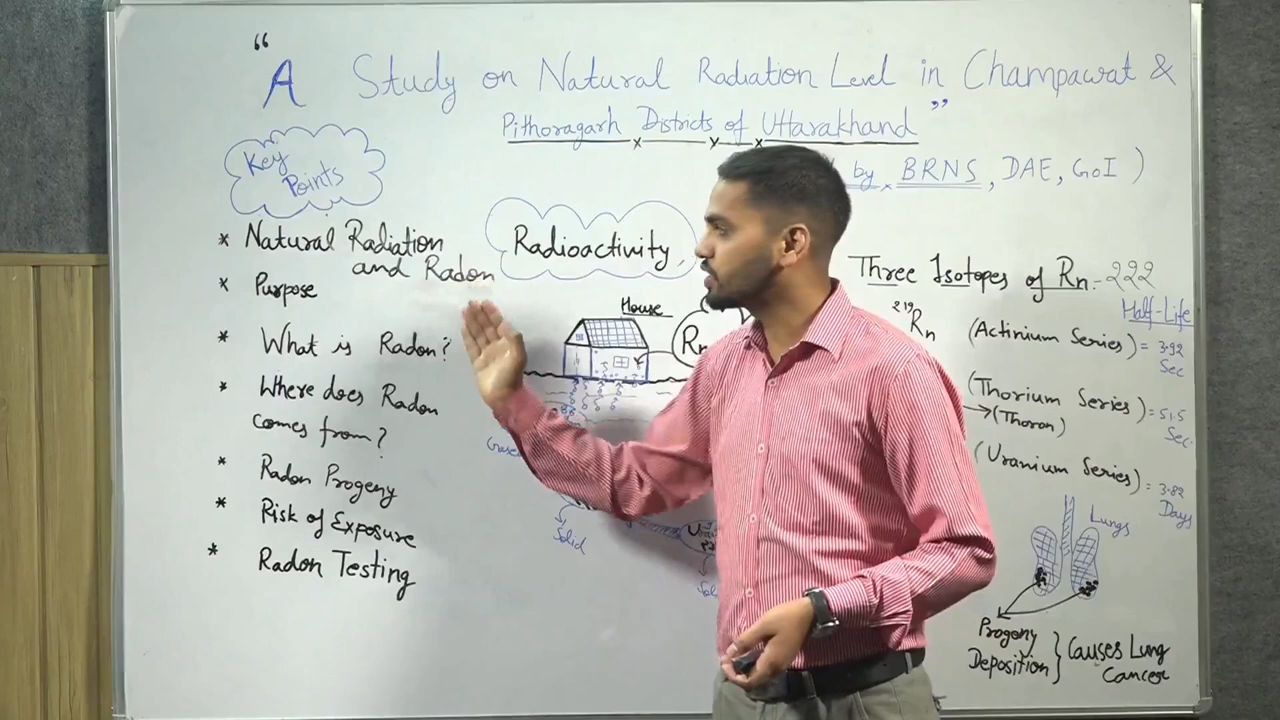 “A Study on Natural Radiation Level in Champawat &
Pithoragarh Districts of Uttarakhand”
by BRNS, DAE, GoI )
Key
Points
* Natural Radiation
and Radon
* Purpose
* What is Radon?
* Where does Radon
comes from?
* Radon Progeny
* Risk of Exposure
* Radon Testing
Radioactivity
House
Rn
Solid
Three Isotopes of Rn-222
Half-Life
219Rn (Actinium Series) = 3.92
Sec
(Thorium Series) = 51.5
Sec.
→ (Thoron)
(Uranium Series) = 3.82
Days
Lungs
Progeny
Deposition } Causes Lung
Cancer